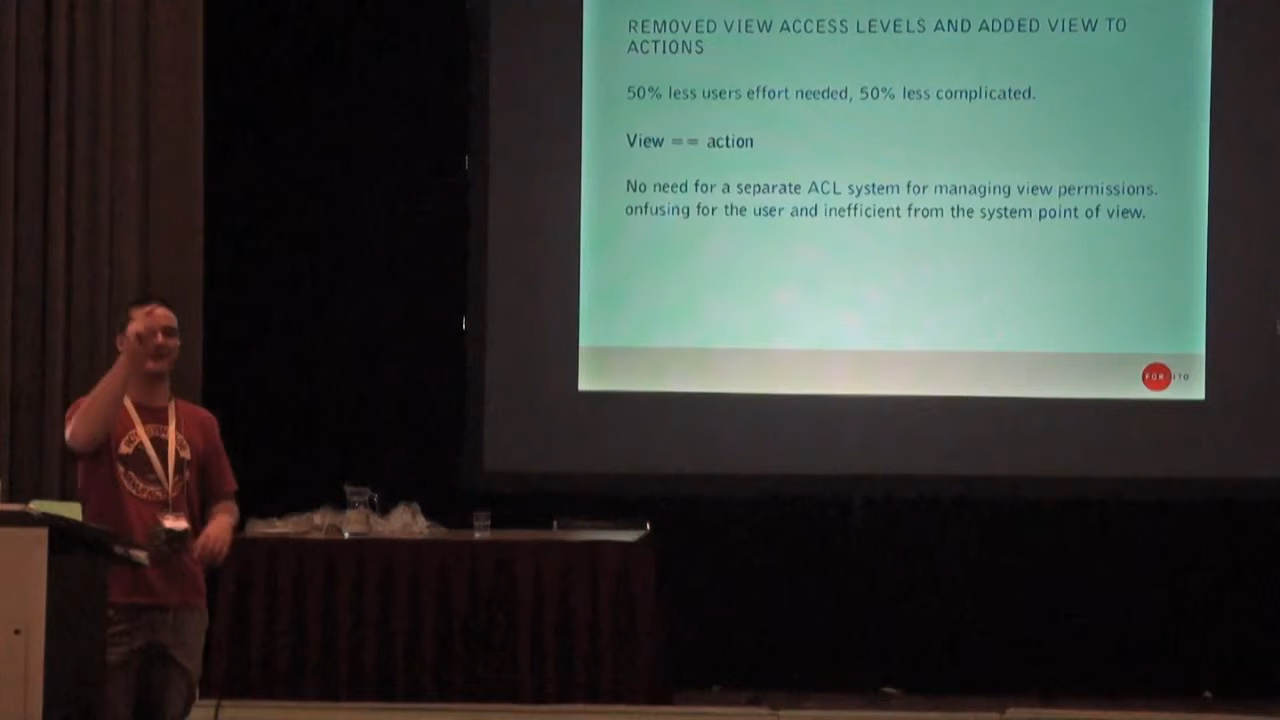 REMOVED VIEW ACCESS LEVELS AND ADDED VIEW TO
ACTIONS
50% less users effort needed, 50% less complicated.
View == action
No need for a separate ACL system for managing view permissions.
onfusing for the user and inefficient from the system point of view.
FOR ITO